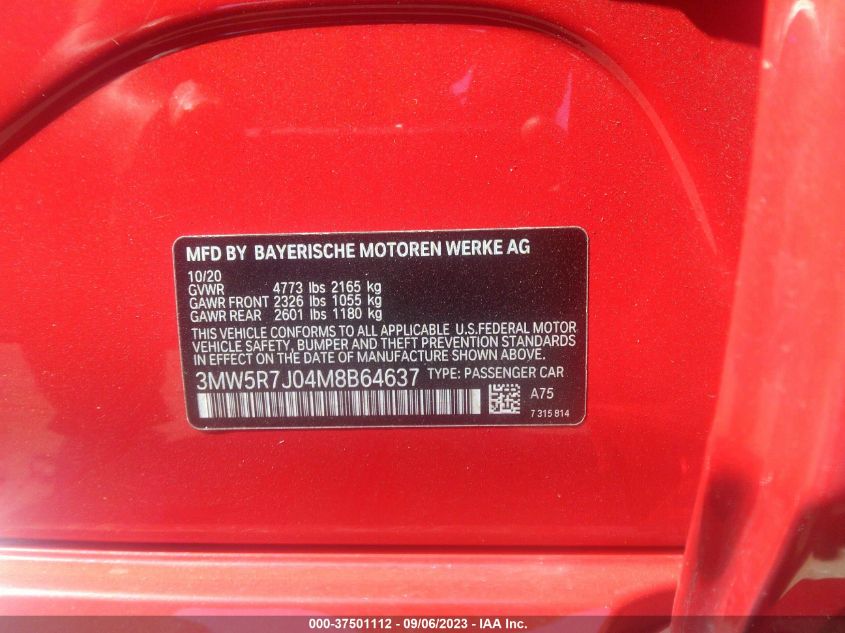 MFD BY BAYERISCHE MOTOREN WERKE AG
10/20
GVWR 4773 lbs 2165 kg
GAWR FRONT 2326 lbs 1055 kg
GAWR REAR 2601 lbs 1180 kg
THIS VEHICLE CONFORMS TO ALL APPLICABLE U.S.FEDERAL MOTOR
VEHICLE SAFETY, BUMPER AND THEFT PREVENTION STANDARDS
IN EFFECT ON THE DATE OF MANUFACTURE SHOWN ABOVE.
3MW5R7J04M8B64637 TYPE: PASSENGER CAR
A75
7 315 814
000-37501112 - 09/06/2023 - IAA Inc.